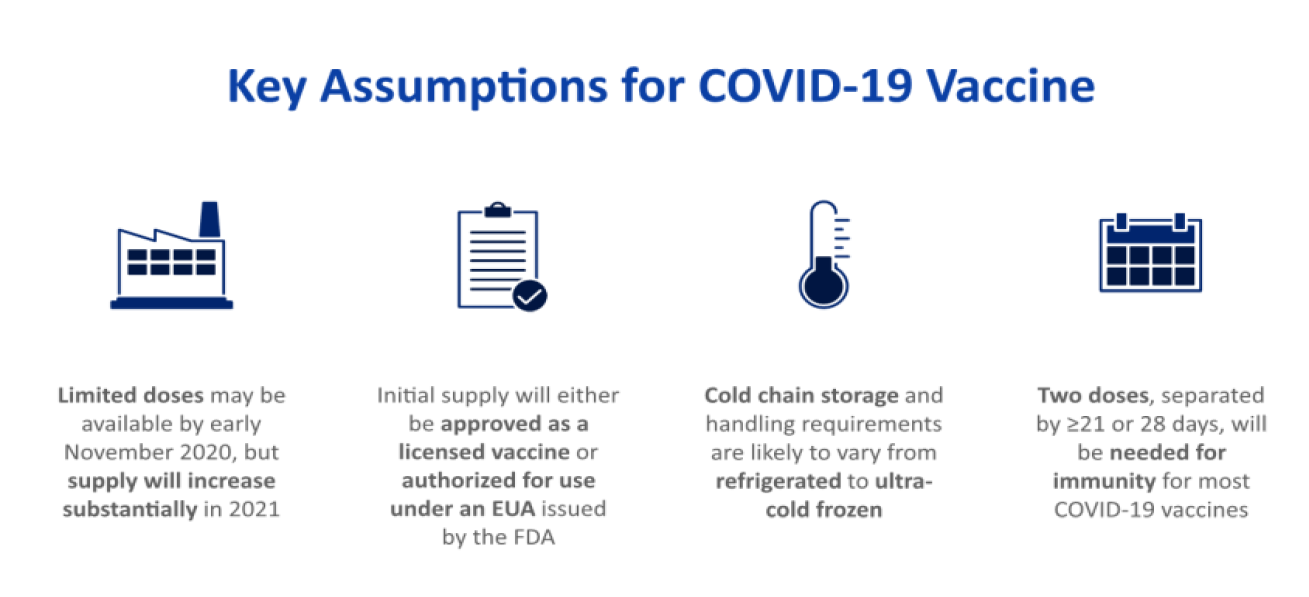 Key Assumptions for COVID-19 Vaccine
Limited doses may be
available by early
November 2020, but
supply will increase
substantially in 2021
Initial supply will either
be approved as a
licensed vaccine or
authorized for use
under an EUA issued
by the FDA
Cold chain storage and
handling requirements
are likely to vary from
refrigerated to ultra-
cold frozen
Two doses, separated
by ≥21 or 28 days, will
be needed for
immunity for most
COVID-19 vaccines